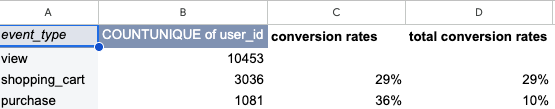 A B C D
event_type COUNTUNIQUE of user_id conversion rates total conversion rates
view 10453
shopping_cart 3036 29% 29%
purchase 1081 36% 10%